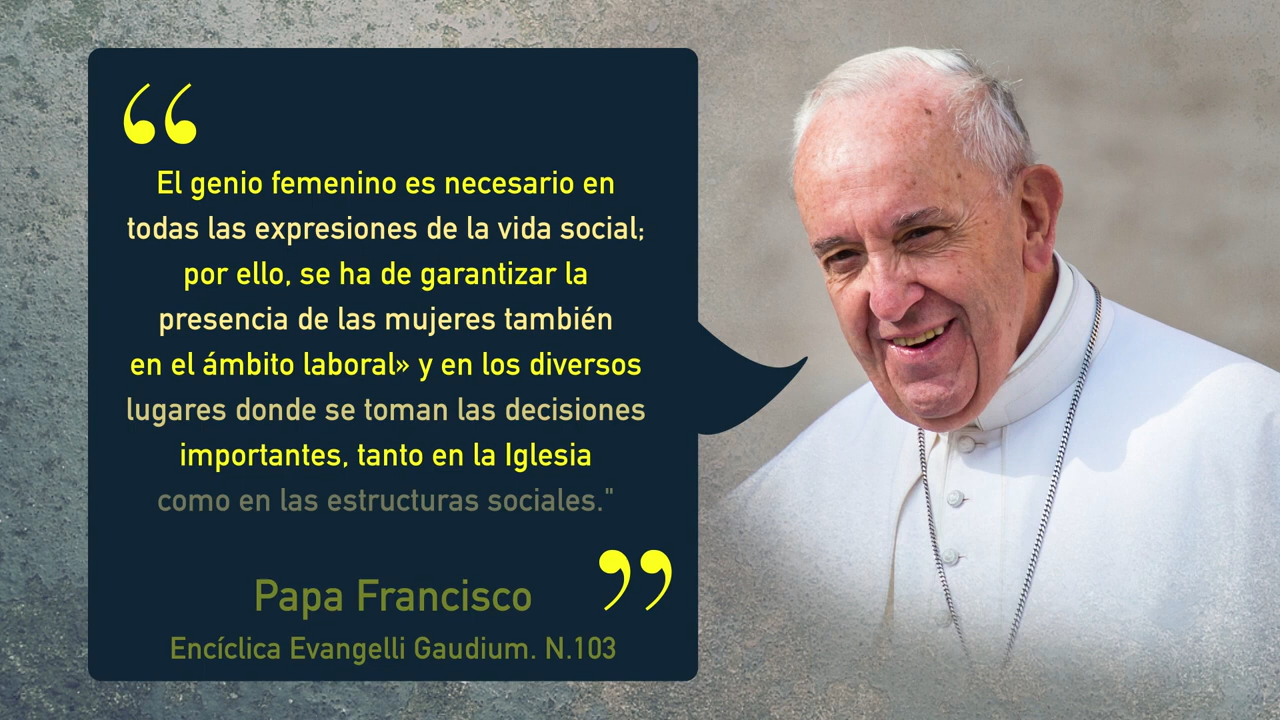 “
El genio femenino es necesario en
todas las expresiones de la vida social;
por ello, se ha de garantizar la
presencia de las mujeres también
en el ámbito laboral» y en los diversos
lugares donde se toman las decisiones
importantes, tanto en la Iglesia
como en las estructuras sociales."
”
Papa Francisco
Encíclica Evangelli Gaudium. N.103